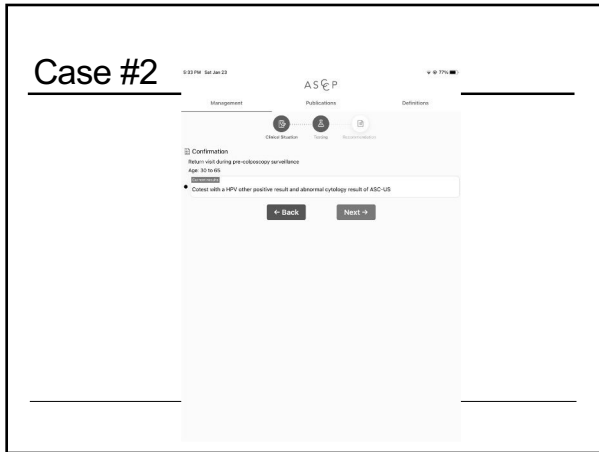 Case #2
5:33 PM Sat Jan 23
77%
ASCCP
Management Publications Definitions
Clinical Situation Testing Recommendation
Confirmation
Return visit during pre-colposcopy surveillance
Age: 30 to 65
Current results
• Cotest with a HPV other positive result and abnormal cytology result of ASC-US
← Back Next →